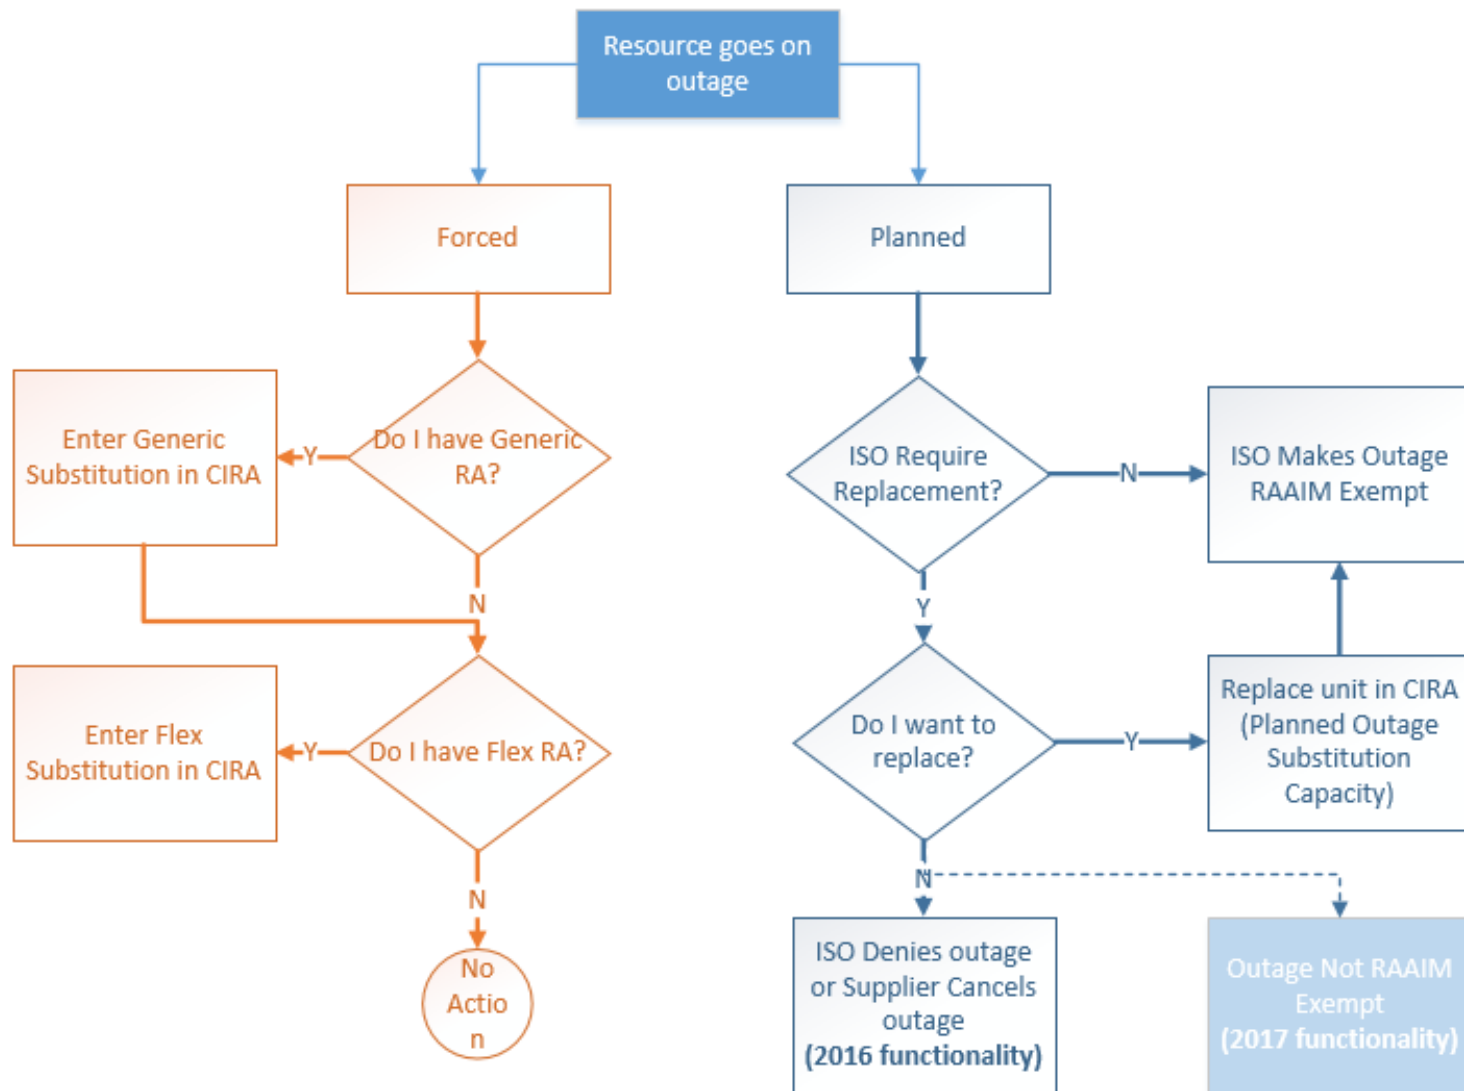 Resource goes on
outage
Forced
Planned
Do I have Generic
RA?
Y
Enter Generic
Substitution in CIRA
N
ISO Require
Replacement?
N
ISO Makes Outage
RAAIM Exempt
Y
Do I have Flex RA?
Y
Enter Flex
Substitution in CIRA
N
No
Actio
n
Do I want to
replace?
Y
Replace unit in CIRA
(Planned Outage
Substitution
Capacity)
N
ISO Denies outage
or Supplier Cancels
outage
(2016 functionality)
Outage Not RAAIM
Exempt
(2017 functionality)